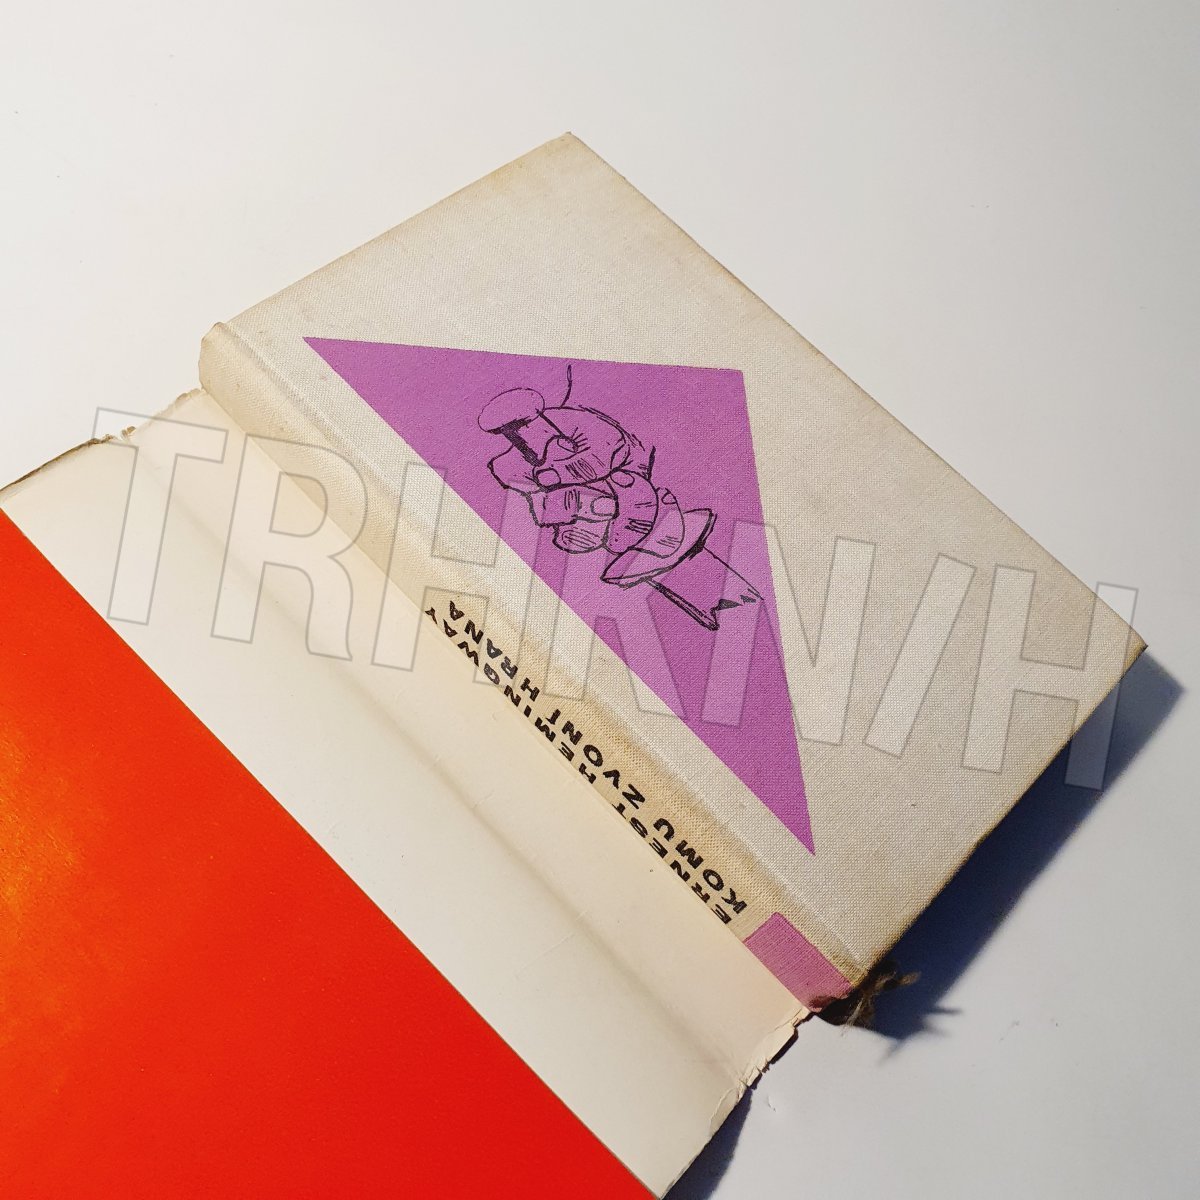 ERNEST HEMINGWAY
KOMU ZVONÍ HRANA
TRHKNIH